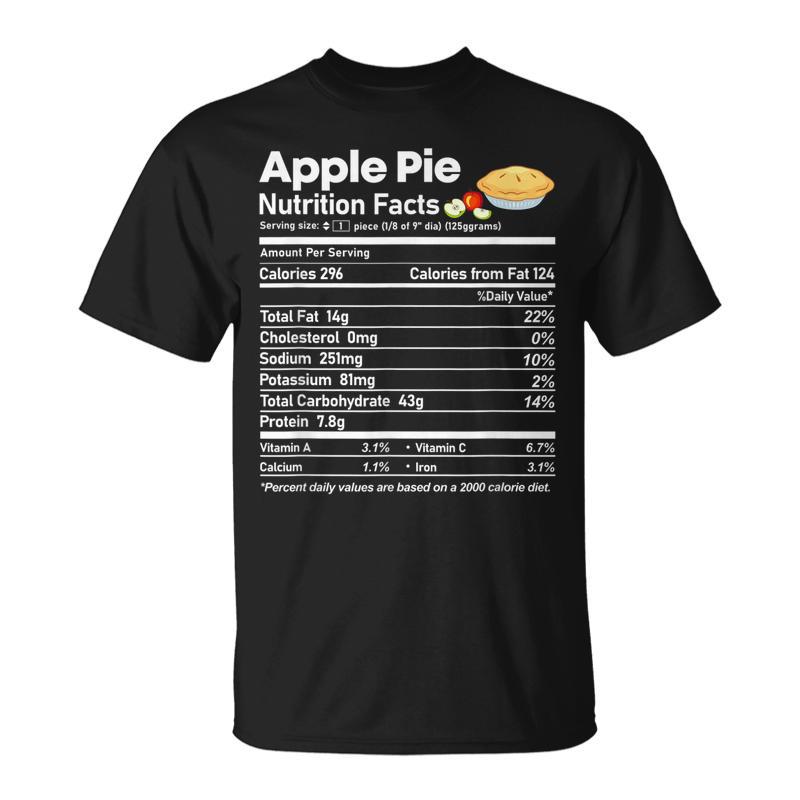 Apple Pie
Nutrition Facts
Serving size: 1 piece (1/8 of 9" dia) (125ggrams)
Amount Per Serving
Calories 296 Calories from Fat 124
%Daily Value*
Total Fat 14g 22%
Cholesterol 0mg 0%
Sodium 251mg 10%
Potassium 81mg 2%
Total Carbohydrate 43g 14%
Protein 7.8g
Vitamin A 3.1% • Vitamin C 6.7%
Calcium 1.1% • Iron 3.1%
*Percent daily values are based on a 2000 calorie diet.